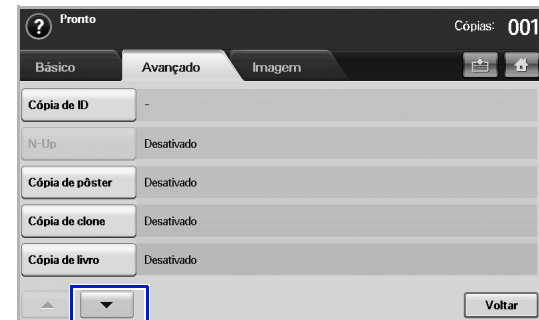 ? Pronto
Cópias: 001
Básico Avançado Imagem
Cópia de ID -
N-Up Desativado
Cópia de pôster Desativado
Cópia de clone Desativado
Cópia de livro Desativado
Voltar